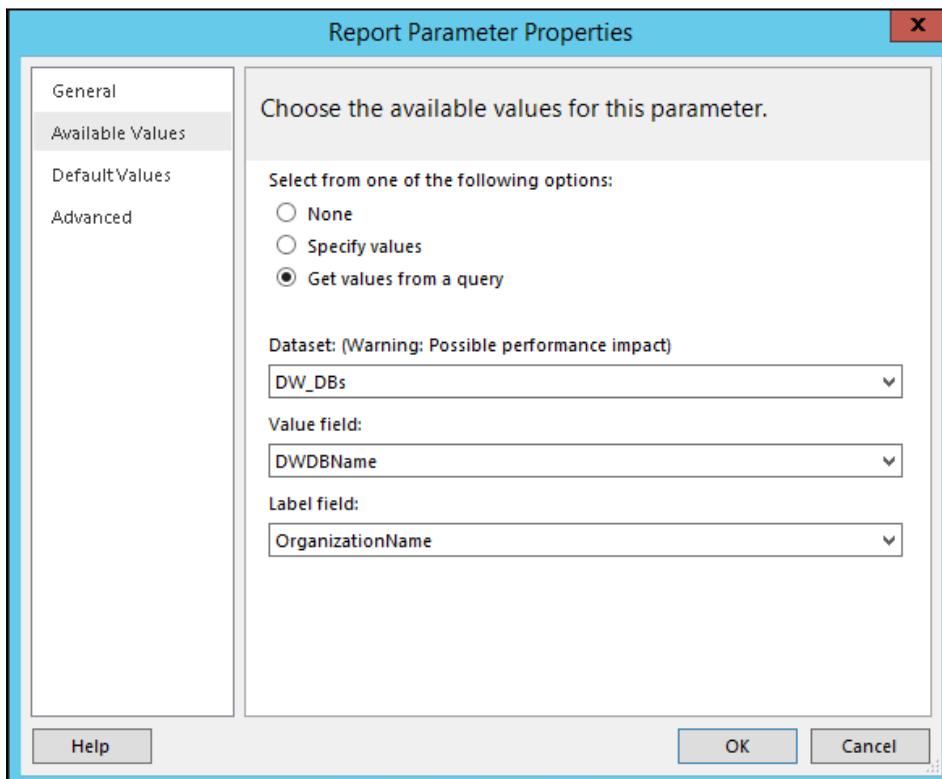 Report Parameter Properties
x
General
Available Values
Default Values
Advanced
Choose the available values for this parameter.
Select from one of the following options:
None
Specify values
Get values from a query
Dataset: (Warning: Possible performance impact)
DW_DBs
Value field:
DWDBName
Label field:
OrganizationName
Help
OK
Cancel